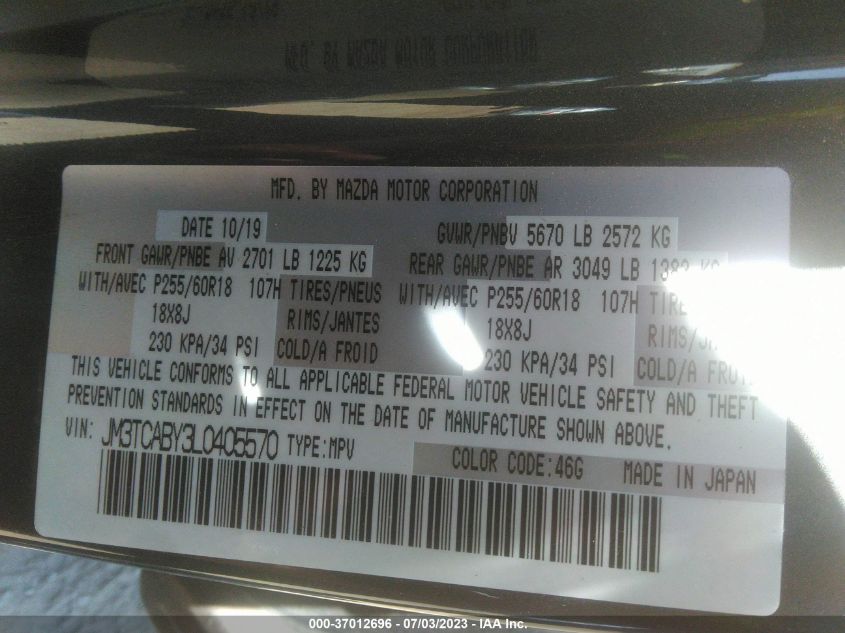 MFD. BY MAZDA MOTOR CORPORATION
DATE 10/19 GVWR/PNBV 5670 LB 2572 KG
FRONT GAWR/PNBE AV 2701 LB 1225 KG REAR GAWR/PNBE AR 3049 LB 1383 KG
WITH/AVEC P255/60R18 107H TIRES/PNEUS WITH/AVEC P255/60R18 107H
18X8J RIMS/JANTES 18X8J
230 KPA/34 PSI COLD/A FROID 230 KPA/34 PSI COLD/A FROID
THIS VEHICLE CONFORMS TO ALL APPLICABLE FEDERAL MOTOR VEHICLE SAFETY AND THEFT
PREVENTION STANDARDS IN EFFECT ON THE DATE OF MANUFACTURE SHOWN ABOVE.
VIN: JM3TCABY3L0405570 TYPE:MPV
COLOR CODE:46G MADE IN JAPAN
000-37012696 - 07/03/2023 - IAA Inc.